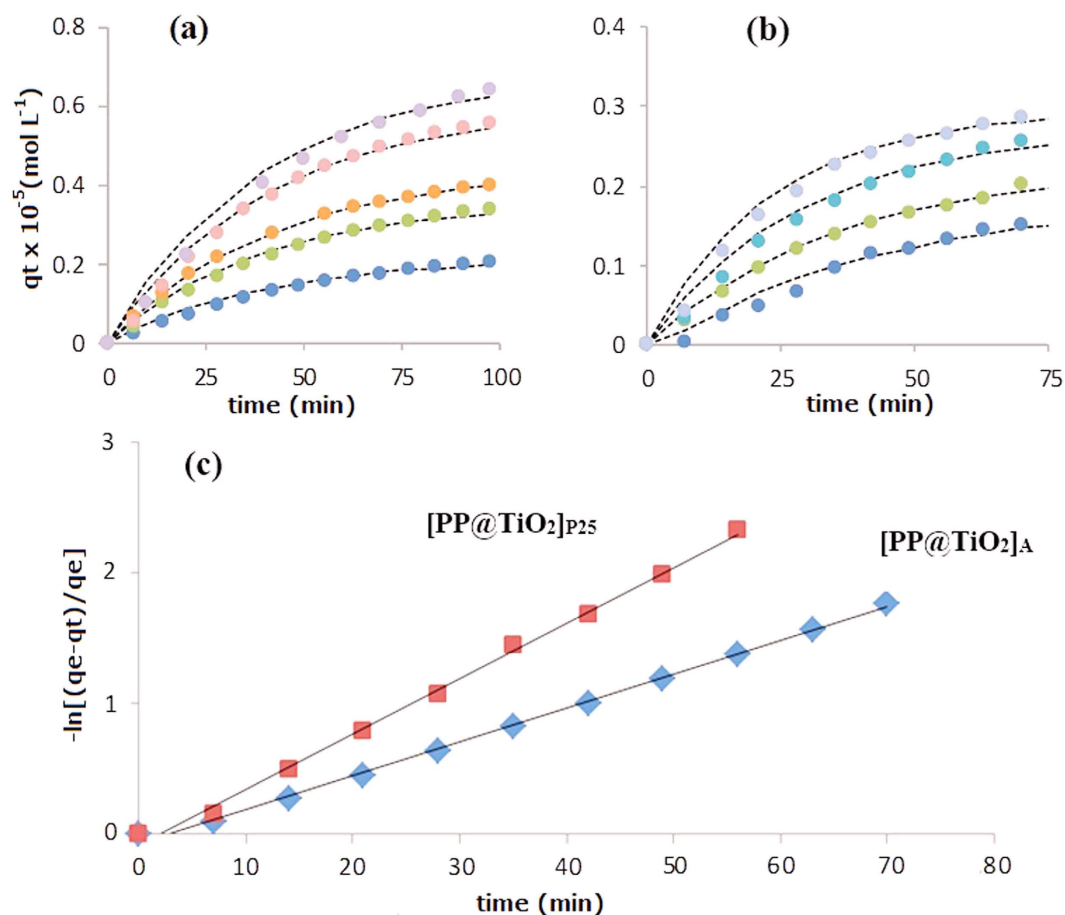 (a)
0.8
0.6
0.4
0.2
0
qt x 10⁻⁵(mol L⁻¹)
0 25 50 75 100
time (min)
(b)
0.4
0.3
0.2
0.1
0
0 25 50 75
time (min)
(c)
3
2
1
0
-ln[(qe-qt)/qe]
[PP@TiO₂]P25
[PP@TiO₂]A
0 10 20 30 40 50 60 70 80
time (min)